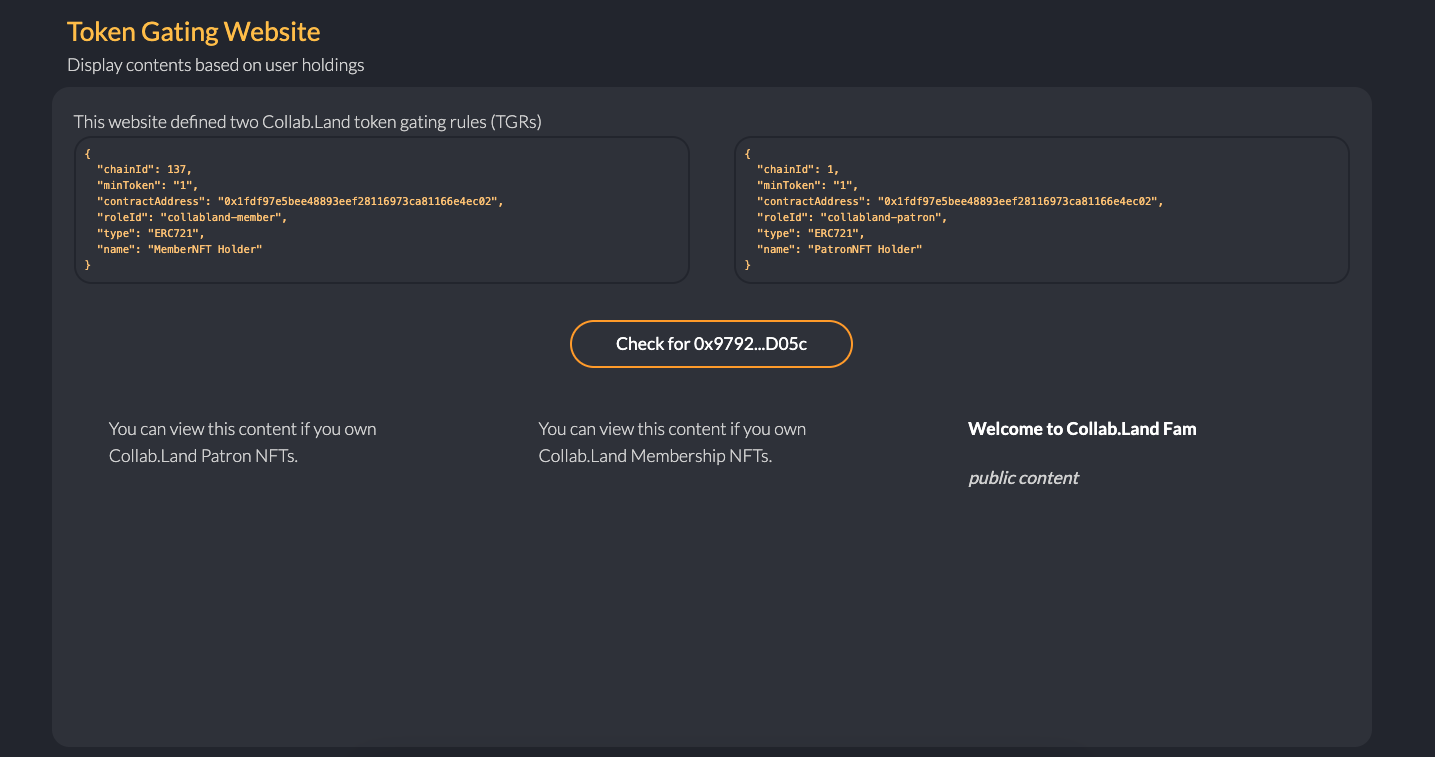 Token Gating Website
Display contents based on user holdings
This website defined two Collab.Land token gating rules (TGRs)
{
"chainId": 137,
"minToken": "1",
"contractAddress": "0x1fdf97e5bee48893eef28116973ca81166e4ec02",
"roleId": "collabland-member",
"type": "ERC721",
"name": "MemberNFT Holder"
}
{
"chainId": 1,
"minToken": "1",
"contractAddress": "0x1fdf97e5bee48893eef28116973ca81166e4ec02",
"roleId": "collabland-patron",
"type": "ERC721",
"name": "PatronNFT Holder"
}
Check for 0x9792...D05c
You can view this content if you own
Collab.Land Patron NFTs.
You can view this content if you own
Collab.Land Membership NFTs.
Welcome to Collab.Land Fam
public content